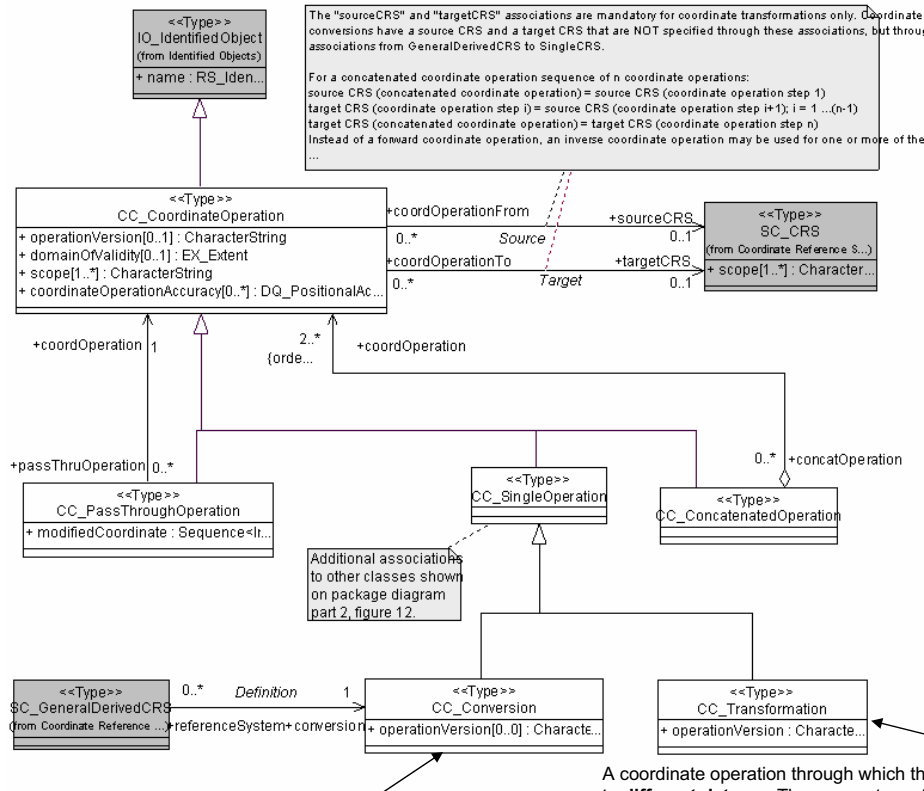 <<Type>>
IO_IdentifiedObject
(from Identified Objects)
+ name : RS_Iden...
The "sourceCRS" and "targetCRS" associations are mandatory for coordinate transformations only. Coordinate
conversions have a source CRS and a target CRS that are NOT specified through these associations, but throug
associations from GeneralDerivedCRS to SingleCRS.
For a concatenated coordinate operation sequence of n coordinate operations:
source CRS (concatenated coordinate operation) = source CRS (coordinate operation step 1)
target CRS (coordinate operation step i) = source CRS (coordinate operation step i+1); i = 1 ...(n-1)
target CRS (concatenated coordinate operation) = target CRS (coordinate operation step n)
Instead of a forward coordinate operation, an inverse coordinate operation may be used for one or more of the
...
<<Type>>
CC_CoordinateOperation
+ operationVersion[0..1] : CharacterString
+ domainOfValidity[0..1] : EX_Extent
+ scope[1..*] : CharacterString
+ coordinateOperationAccuracy[0..*] : DQ_PositionalAc...
+coordOperationFrom
0..*
Source
+sourceCRS
0..1
+coordOperationTo
0..*
Target
+targetCRS
0..1
<<Type>>
SC_CRS
(from Coordinate Reference S...)
+ scope[1..*] : Character...
+coordOperation
1
2..*
{orde...
+coordOperation
+passThruOperation
0..*
0..*
+concatOperation
<<Type>>
CC_PassThroughOperation
+ modifiedCoordinate : Sequence<In...
<<Type>>
CC_SingleOperation
<<Type>>
CC_ConcatenatedOperation
Additional associations
to other classes shown
on package diagram
part 2, figure 12.
<<Type>>
SC_GeneralDerivedCRS
(from Coordinate Reference ...)
0..*
Definition
1
+referenceSystem
+conversion
<<Type>>
CC_Conversion
+ operationVersion[0..0] : Characte...
<<Type>>
CC_Transformation
+ operationVersion : Characte...
A coordinate operation through which th